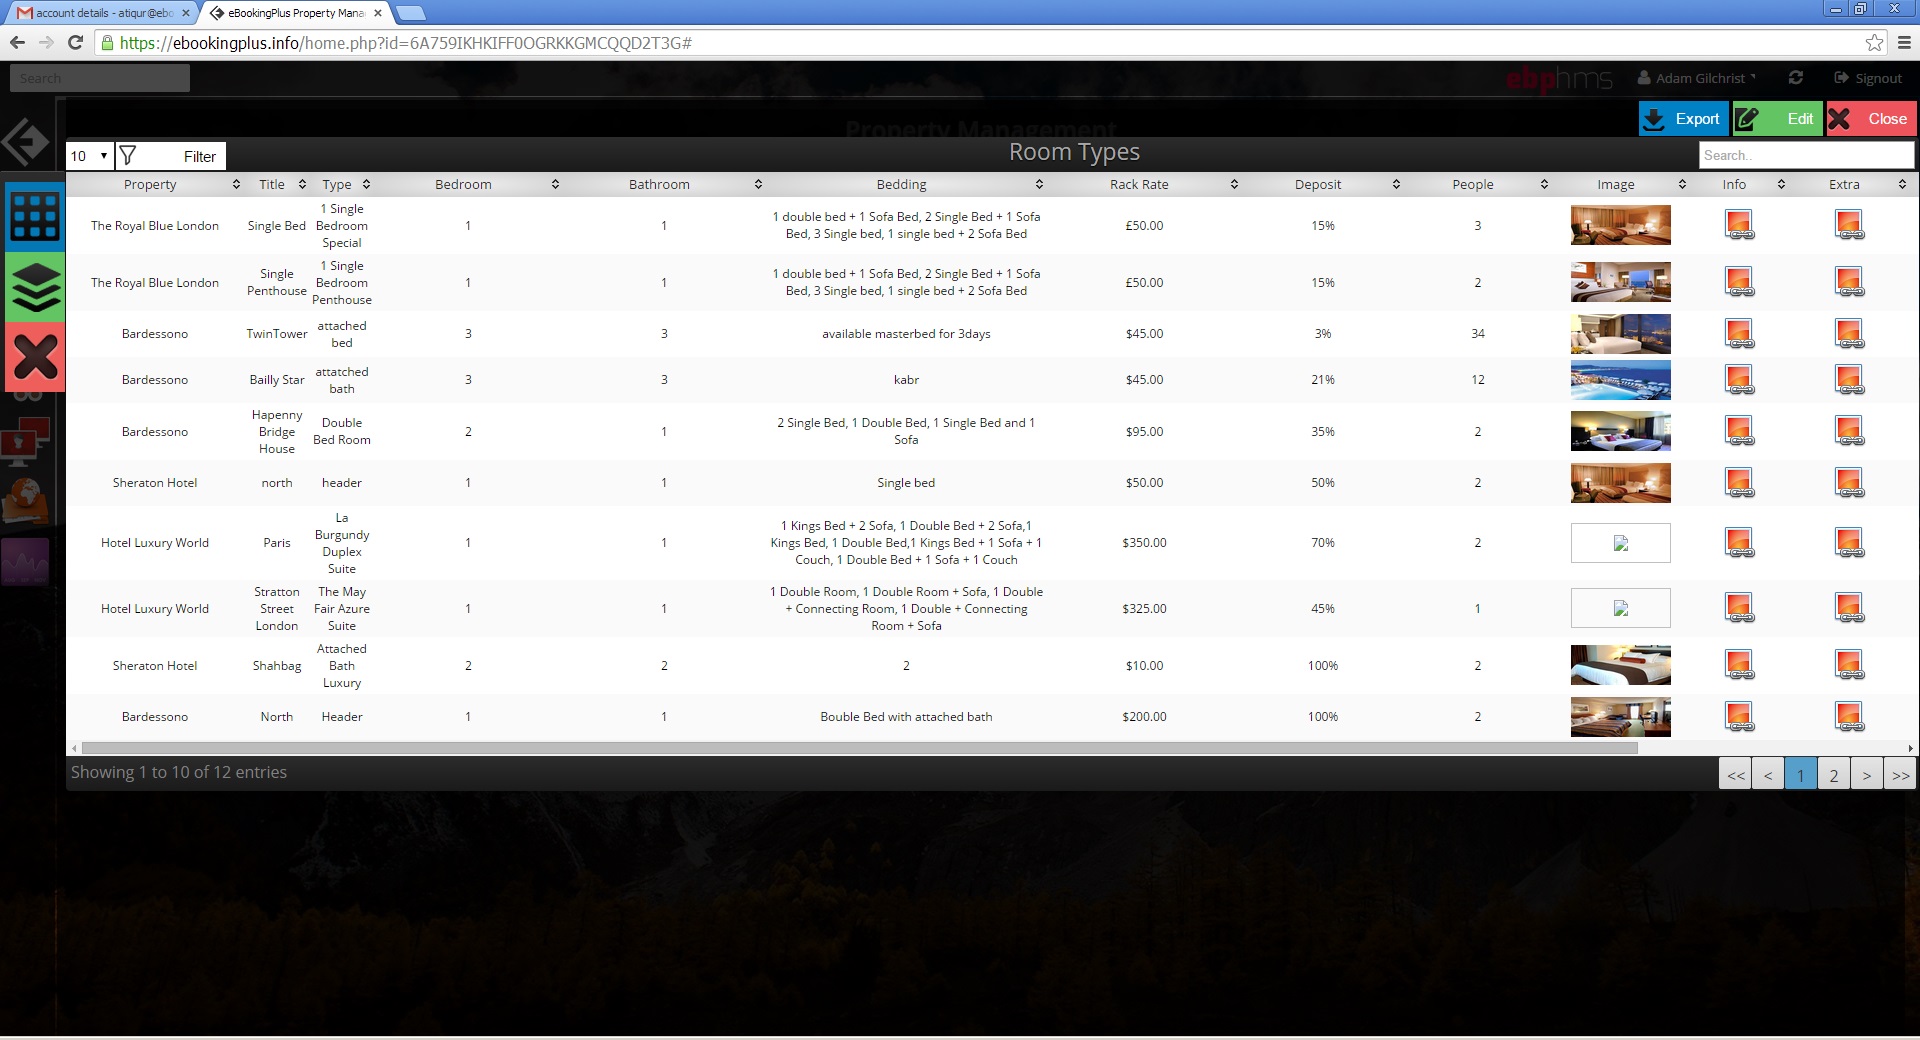 account details - atiqur@ebo
eBookingPlus Property Mana
https://ebookingplus.info/home.php?id=6A759IKHKIFF0OGRKKGMCQQD2T3G#
Search
ebphms
Adam Gilchrist
Signout
Property Management
Export
Edit
Close
10
Filter
Room Types
Search..
Property Title Type Bedroom Bathroom Bedding Rack Rate Deposit People Image Info Extra
The Royal Blue London
Single Bed
1 Single
Bedroom
Special
1
1
1 double bed + 1 Sofa Bed, 2 Single Bed + 1 Sofa
Bed, 3 Single bed, 1 single bed + 2 Sofa Bed
£50.00
15%
3
The Royal Blue London
Single
Penthouse
1 Single
Bedroom
Penthouse
1
1
1 double bed + 1 Sofa Bed, 2 Single Bed + 1 Sofa
Bed, 3 Single bed, 1 single bed + 2 Sofa Bed
£50.00
15%
2
Bardessono
TwinTower
attached
bed
3
3
available masterbed for 3days
$45.00
3%
34
Bardessono
Bailly Star
attatched
bath
3
3
kabr
$45.00
21%
12
Bardessono
Hapenny
Bridge
House
Double
Bed Room
2
1
2 Single Bed, 1 Double Bed, 1 Single Bed and 1
Sofa
$95.00
35%
2
Sheraton Hotel
north
header
1
1
Single bed
$50.00
50%
2
Hotel Luxury World
Paris
La
Burgundy
Duplex
Suite
1
1
1 Kings Bed + 2 Sofa, 1 Double Bed + 2 Sofa,1
Kings Bed, 1 Double Bed,1 Kings Bed + 1 Sofa + 1
Couch, 1 Double Bed + 1 Sofa + 1 Couch
$350.00
70%
2
Hotel Luxury World
Stratton
Street
London
The May
Fair Azure
Suite
1
1
1 Double Room, 1 Double Room + Sofa, 1 Double
+ Connecting Room, 1 Double + Connecting
Room + Sofa
$325.00
45%
1
Sheraton Hotel
Shahbag
Attached
Bath
Luxury
2
2
2
$10.00
100%
2
Bardessono
North
Header
1
1
Bouble Bed with attached bath
$200.00
100%
2
Showing 1 to 10 of 12 entries
<< < 1 2 > >>